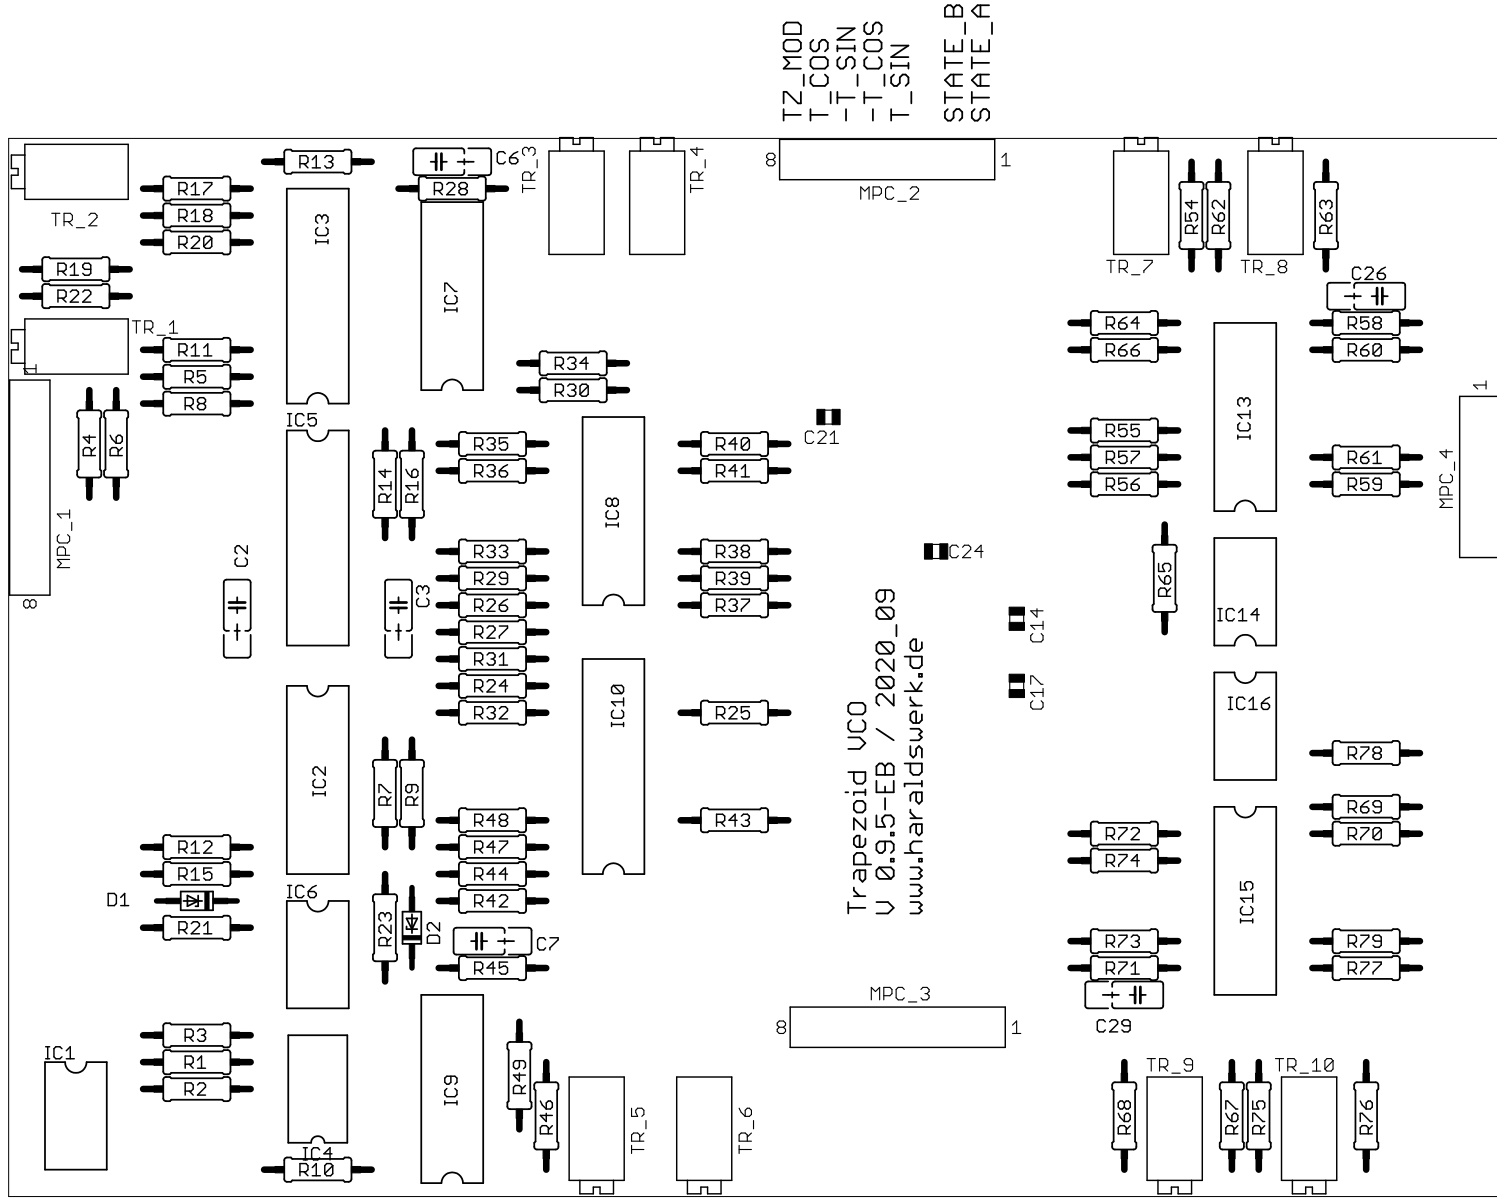 TZ_MOD
T_COS
-T_SIN
-T_COS
T_SIN
STATE_B
STATE_A
TR_2
R13
C6
TR_3
TR_4
8
1
MPC_2
R17
R18
R20
R28
IC3
R54
R62
R63
TR_7
TR_8
R19
R22
IC7
C26
TR_1
R64
R66
R58
R60
1
R11
R5
R8
R34
R30
IC5
C21
IC13
1
R4
R6
R14
R16
R35
R36
R40
R41
R55
R57
R56
R61
R59
MPC_4
MPC_1
8
IC8
C2
C3
R33
R29
R26
R27
R31
R24
R32
R38
R39
R37
C24
R65
C14
IC14
C17
IC10
R25
IC16
Trapezoid VCO
V 0.9.5-EB / 2020_09
www.haraldswerk.de
IC2
R7
R9
R78
R48
R47
R44
R42
R43
R69
R70
R72
R74
R12
R15
D1
R21
IC6
R23
D2
C7
R45
IC15
R73
R71
C29
R79
R77
MPC_3
8
1
R3
R1
R2
IC1
IC4
R10
IC9
R49
R46
TR_5
TR_6
TR_9
TR_10
R68
R67
R75
R76